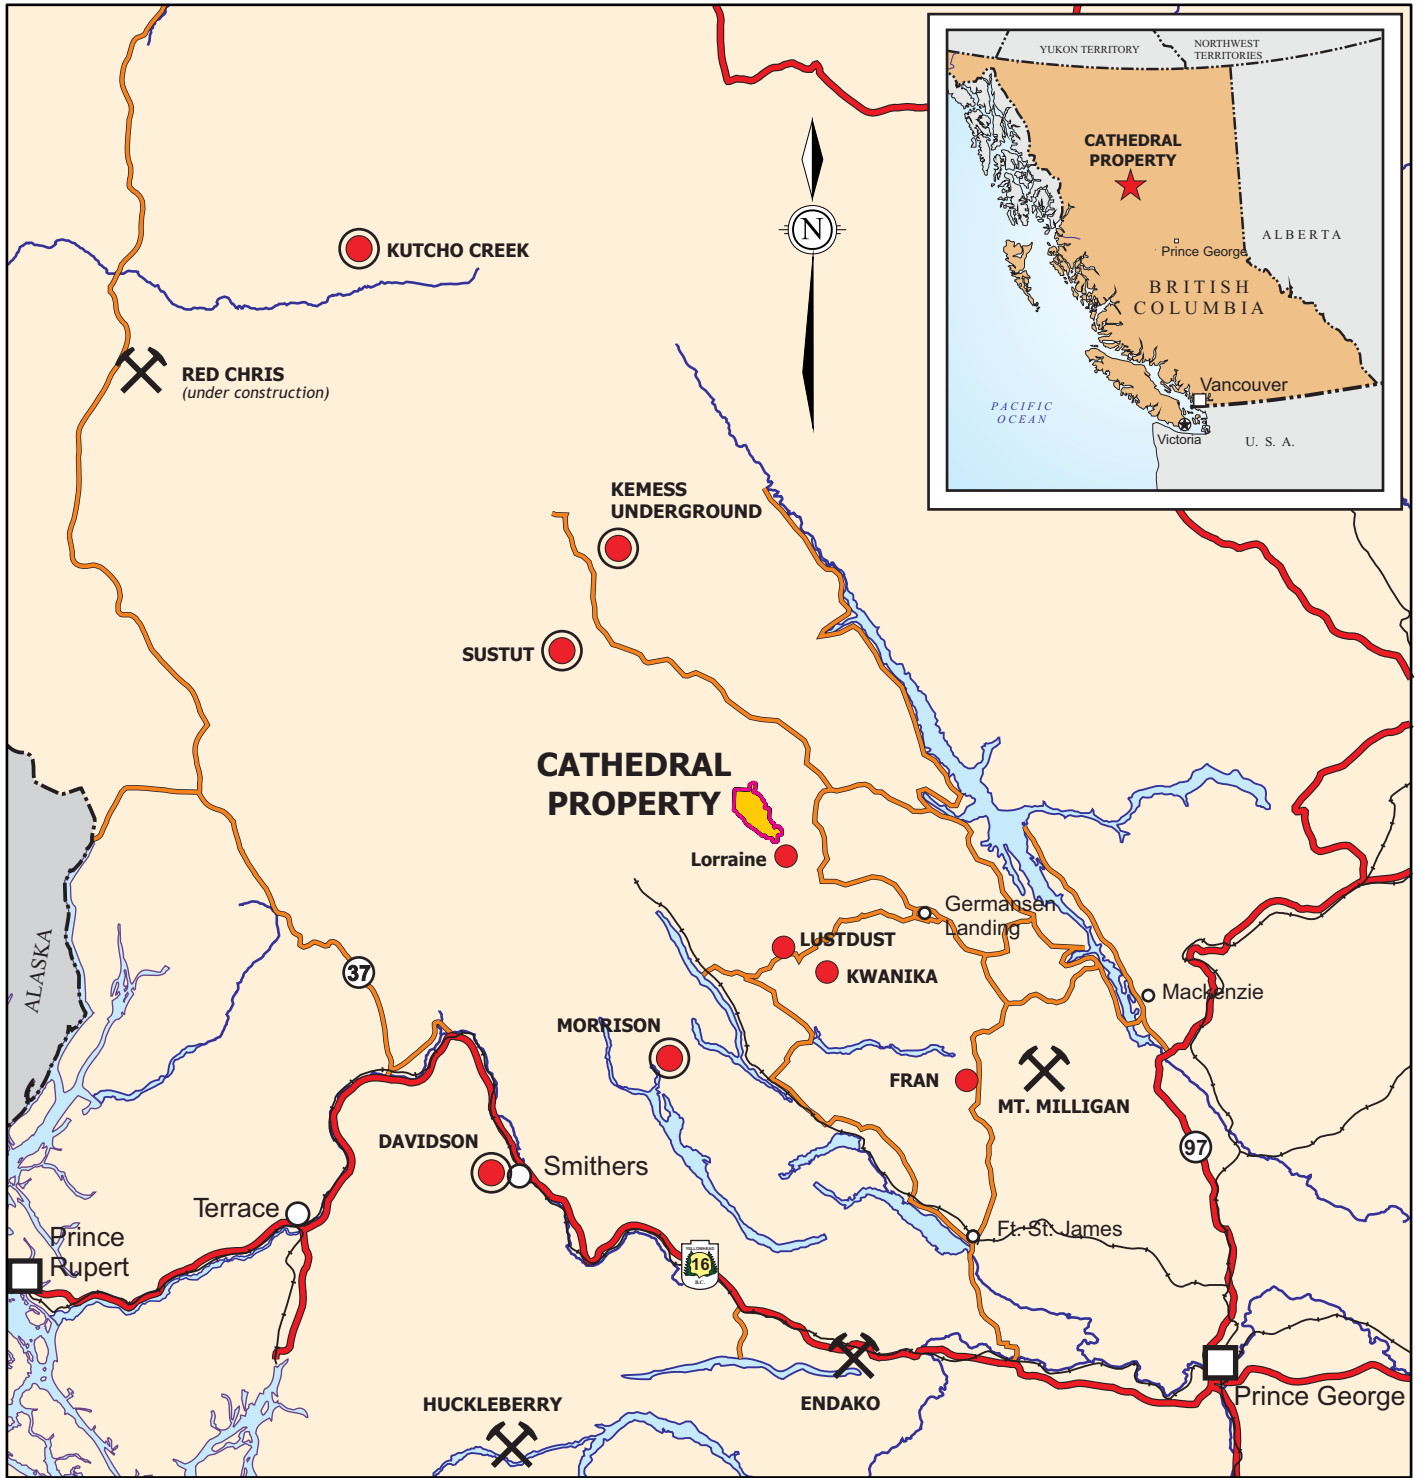 YUKON TERRITORY
NORTHWEST
TERRITORIES
CATHEDRAL
PROPERTY
ALBERTA
Prince George
BRITISH
COLUMBIA
PACIFIC
OCEAN
Vancouver
Victoria
U. S. A.
N
KUTCHO CREEK
RED CHRIS
(under construction)
KEMESS
UNDERGROUND
SUSTUT
CATHEDRAL
PROPERTY
Lorraine
Germansen
Landing
LUSTDUST
KWANIKA
ALASKA
37
Mackenzie
MORRISON
FRAN
MT. MILLIGAN
97
DAVIDSON
Smithers
Terrace
Prince
Rupert
Ft. St. James
YELLOWHEAD
16
B.C.
ENDAKO
Prince George
HUCKLEBERRY